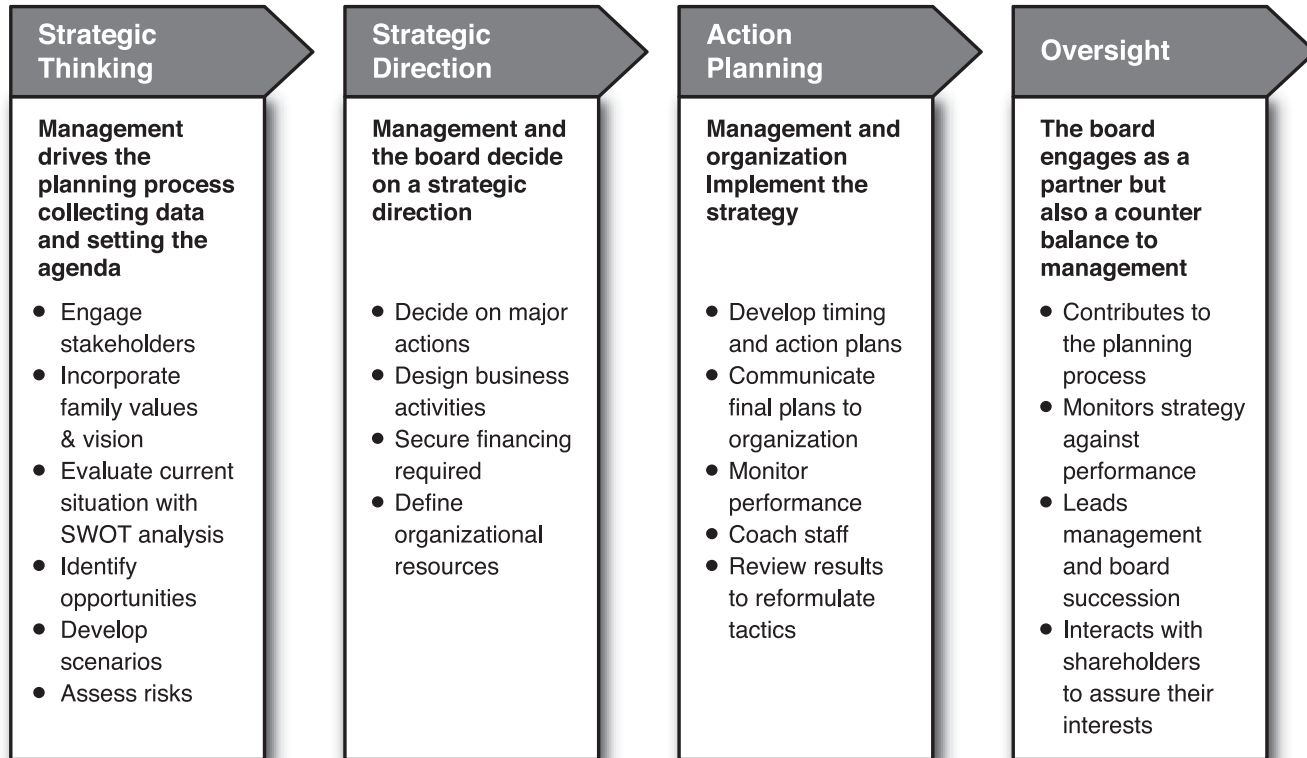 Strategic
Thinking
Management
drives the
planning process
collecting data
and setting the
agenda
• Engage
stakeholders
• Incorporate
family values
& vision
• Evaluate current
situation with
SWOT analysis
• Identify
opportunities
• Develop
scenarios
• Assess risks
Strategic
Direction
Management and
the board decide
on a strategic
direction
• Decide on major
actions
• Design business
activities
• Secure financing
required
• Define
organizational
resources
Action
Planning
Management and
organization
Implement the
strategy
• Develop timing
and action plans
• Communicate
final plans to
organization
• Monitor
performance
• Coach staff
• Review results
to reformulate
tactics
Oversight
The board
engages as a
partner but
also a counter
balance to
management
• Contributes to
the planning
process
• Monitors strategy
against
performance
• Leads
management
and board
succession
• Interacts with
shareholders
to assure their
interests